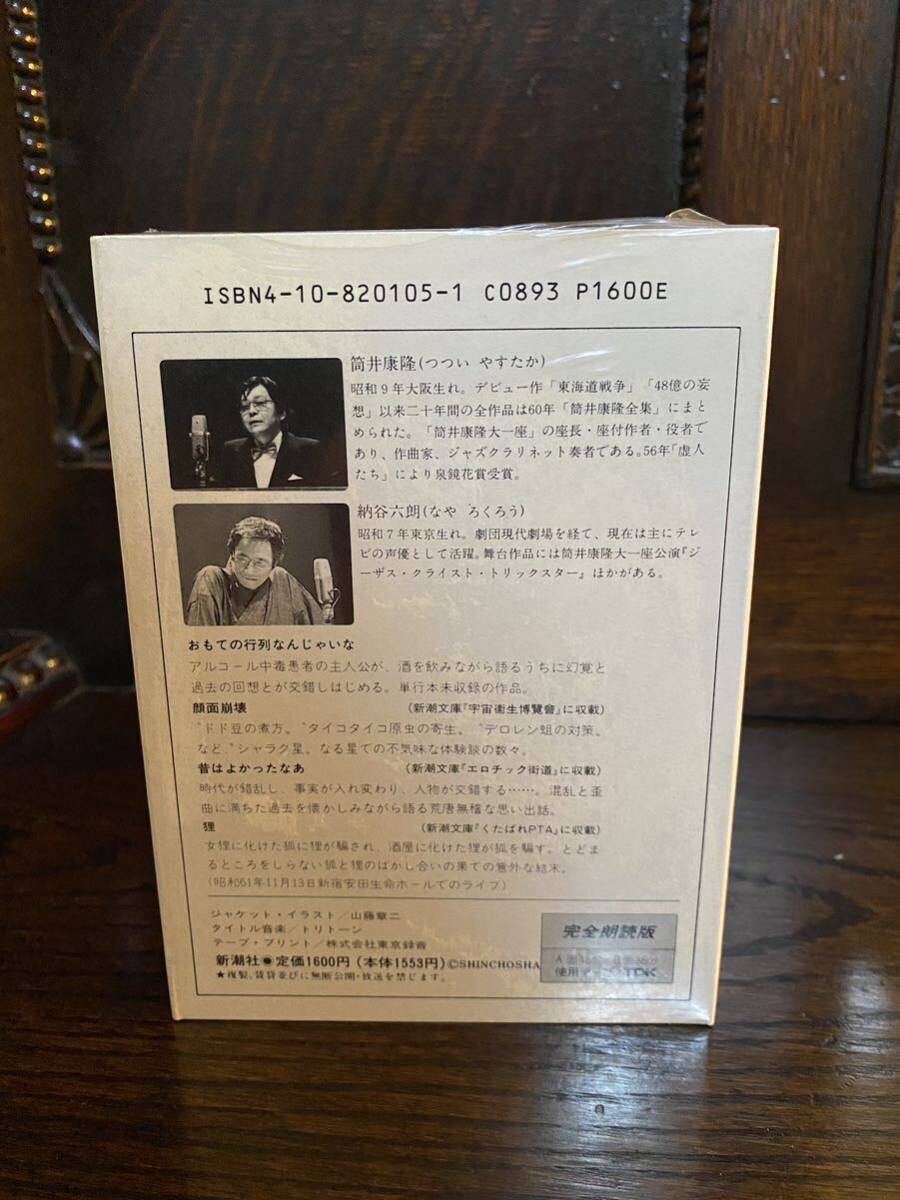 ISBN4-10-820105-1 C0893 P1600E
筒井康隆(つつい やすたか)
昭和9年大阪生れ。デビュー作「東海道戦争」「48億の妄
想」以来二十年間の全作品は60年「筒井康隆全集」にまと
められた。「筒井康隆大一座」の座長・座付作者・役者で
あり、作曲家、ジャズクラリネット奏者である。56年「虚人
たち」により泉鏡花賞受賞。
納谷六朗(なや ろくろう)
昭和7年東京生れ。劇団現代劇場を経て、現在は主にテレ
ビの声優として活躍。舞台作品には筒井康隆大一座公演『ジ
ーザス・クライスト・トリックスター』ほかがある。
おもての行列なんじゃいな
アルコール中毒患者の主人公が、酒を飲みながら語るうちに幻覚と
過去の回想とが交錯しはじめる。単行本未収録の作品。
顔面崩壊 (新潮文庫『宇宙衞生博覽會』に収載)
〝ドド豆の煮方〟〝タイコタイコ原虫の寄生〟〝デロレン蛆の対策〟
など、〝シャラク星〟なる星での不気味な体験談の数々。
昔はよかったなあ (新潮文庫『エロチック街道』に収載)
時代が錯乱し、事実が入れ変わり、人物が交錯する……。混乱と歪
曲に満ちた過去を懐かしみながら語る荒唐無稽な思い出話。
狸 (新潮文庫『くたばれPTA』に収載)
女狸に化けた狐に狸が騙され、酒屋に化けた狸が狐を騙す。とどま
るところをしらない狐と狸のばかし合いの果ての意外な結末。
(昭和61年11月13日新宿安田生命ホールでのライブ)
ジャケット・イラスト/山藤章二
タイトル音楽/トリトーン
テープ・プリント/株式会社東京録音
新潮社●定価1600円(本体1553円)©SHINCHOSHA
★複製、賃貸並びに無断公開・放送を禁じます。
完全朗読版
使用テープ TDK